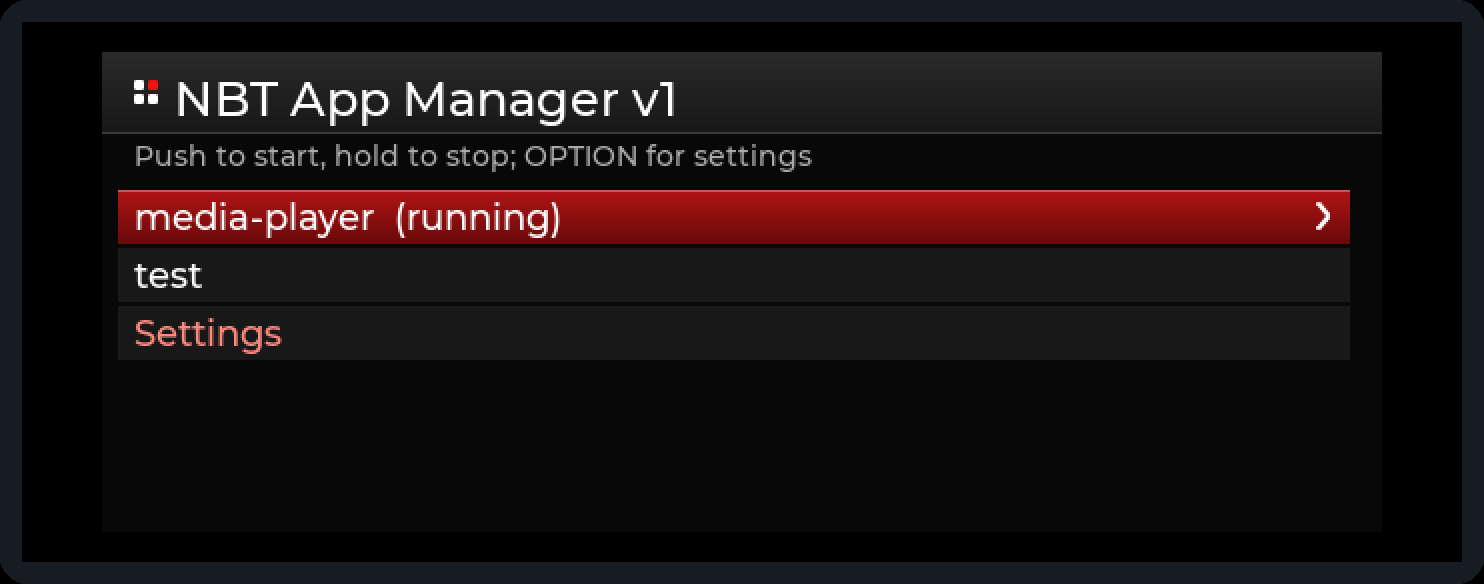 NBT App Manager v1
Push to start, hold to stop; OPTION for settings
media-player (running)
test
Settings